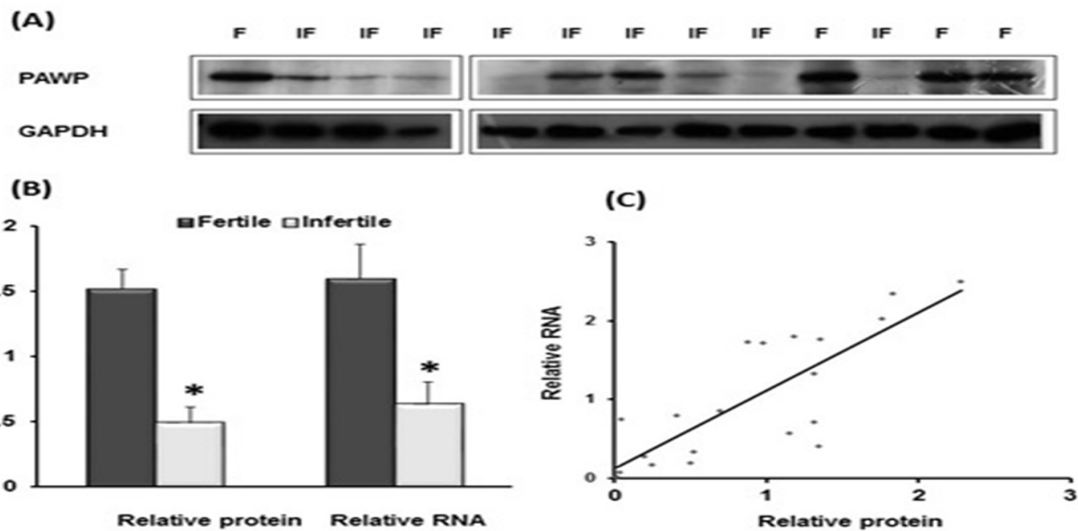 (A)
F IF IF IF IF IF IF IF IF F IF F F
PAWP
GAPDH
(B)
Fertile Infertile
2
.5
1
.5
0
*
*
Relative protein Relative RNA
(C)
3
2
1
0
Relative RNA
0 1 2 3
Relative protein